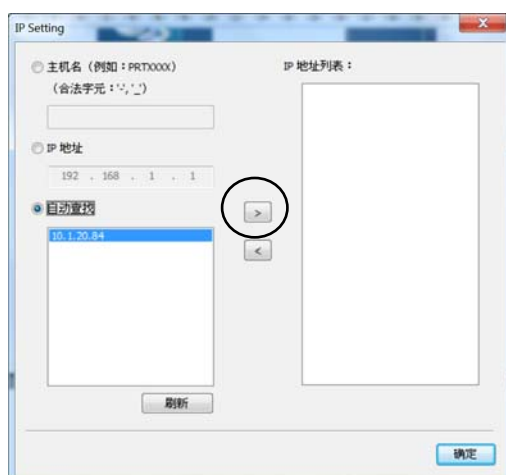 IP Setting
主机名（例如：PRTXXXX）
（合法字元：'-', '_'）
IP 地址
192 . 168 . 1 . 1
自动查找
10.1.20.84
刷新
IP 地址列表：
>
<
确定